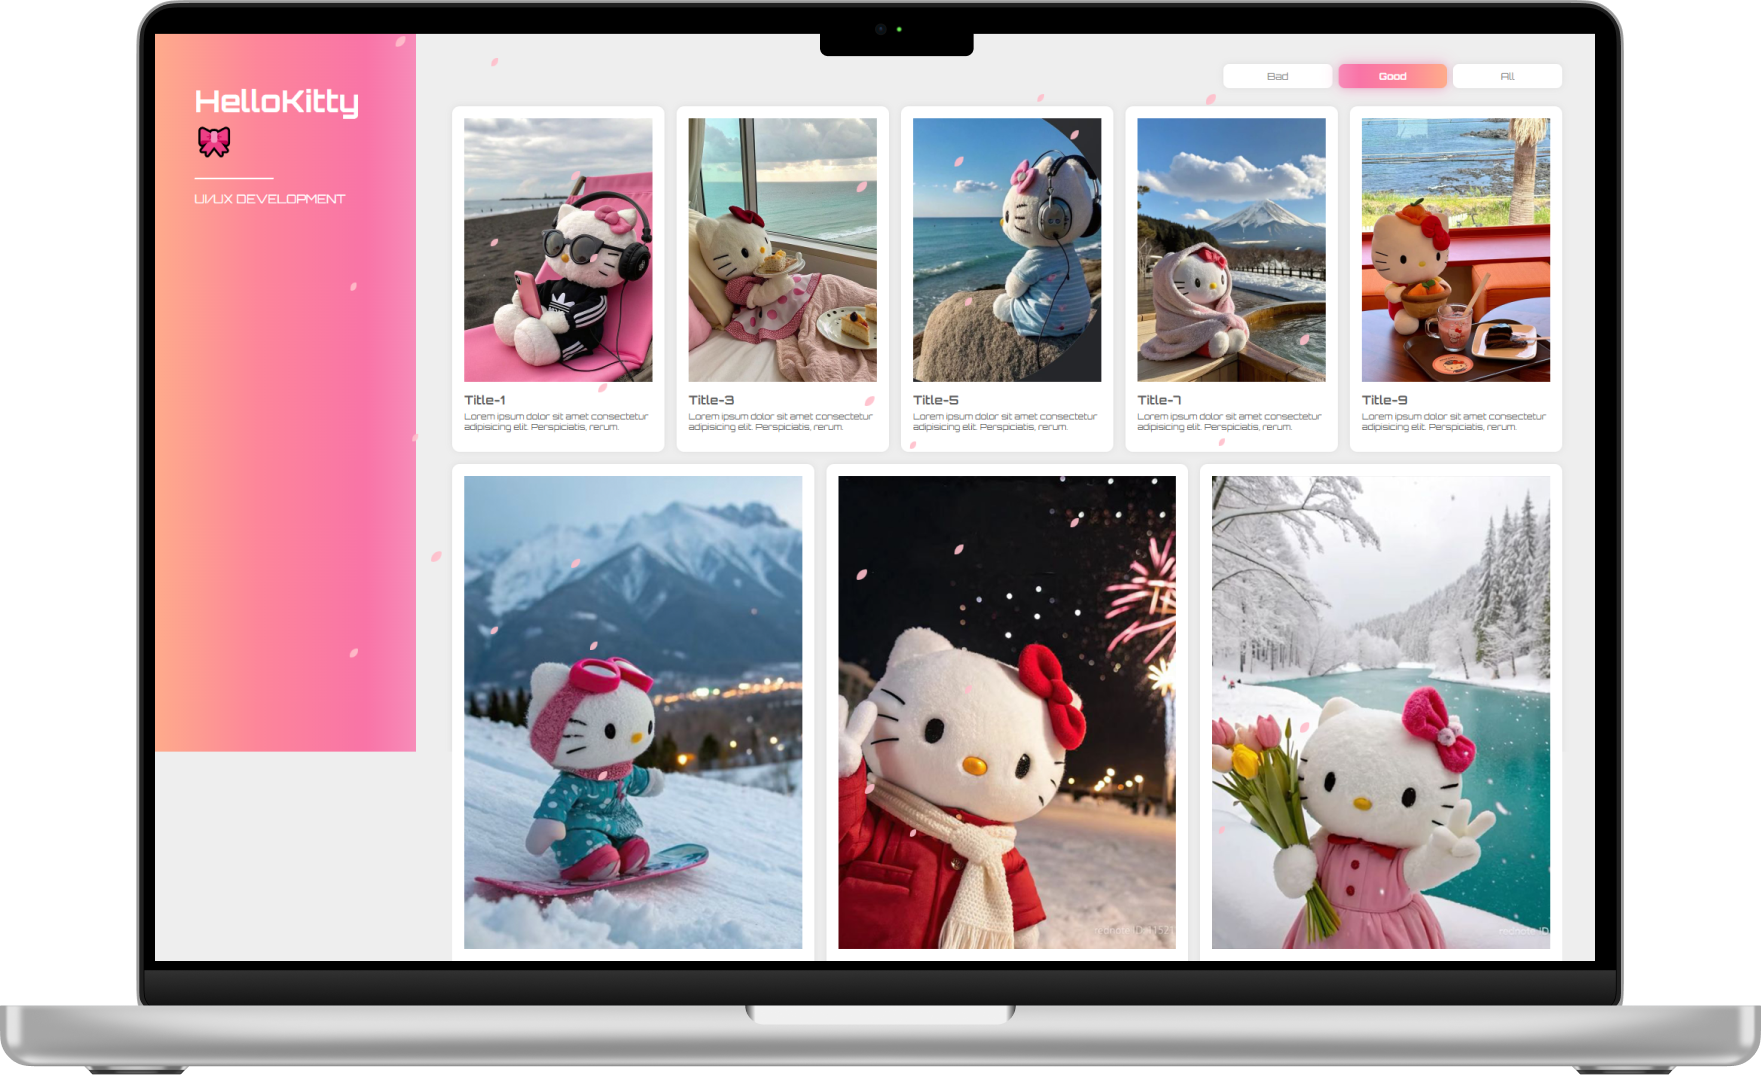 HelloKitty
UI/UX DEVELOPMENT
Bad
Good
All
Title-1
Lorem ipsum dolor sit amet consectetur
adipisicing elit. Perspiciatis, rerum.
Title-3
Lorem ipsum dolor sit amet consectetur
adipisicing elit. Perspiciatis, rerum.
Title-5
Lorem ipsum dolor sit amet consectetur
adipisicing elit. Perspiciatis, rerum.
Title-7
Lorem ipsum dolor sit amet consectetur
adipisicing elit. Perspiciatis, rerum.
Title-9
Lorem ipsum dolor sit amet consectetur
adipisicing elit. Perspiciatis, rerum.
rednote ID